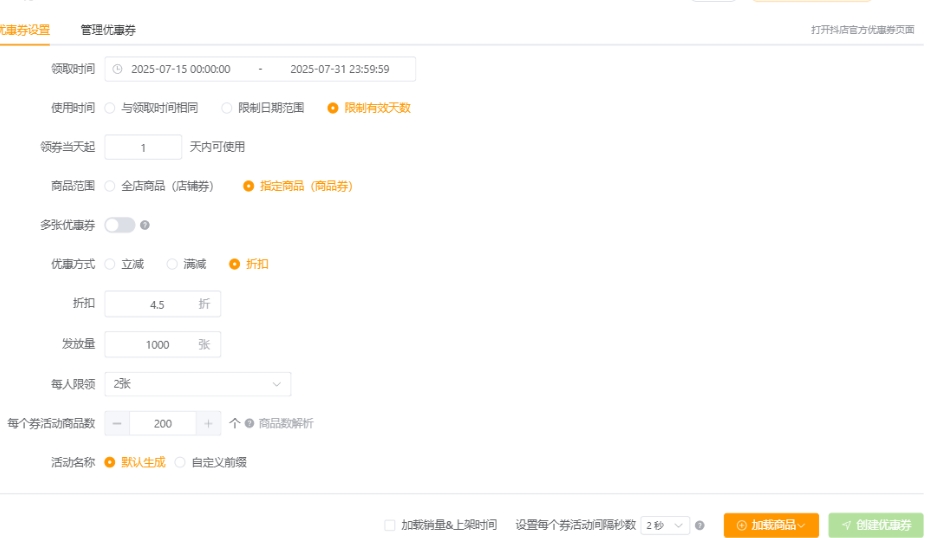 优惠券设置 管理优惠券 打开抖店官方优惠券页面
领取时间 2025-07-15 00:00:00 - 2025-07-31 23:59:59
使用时间 与领取时间相同 限制日期范围 限制有效天数
领券当天起 1 天内可使用
商品范围 全店商品（店铺券） 指定商品（商品券）
多张优惠券
优惠方式 立减 满减 折扣
折扣 4.5 折
发放量 1000 张
每人限领 2张
每个券活动商品数 - 200 + 个 商品数解析
活动名称 默认生成 自定义前缀
加载销量&上架时间 设置每个券活动间隔秒数 2 秒 加载商品 创建优惠券